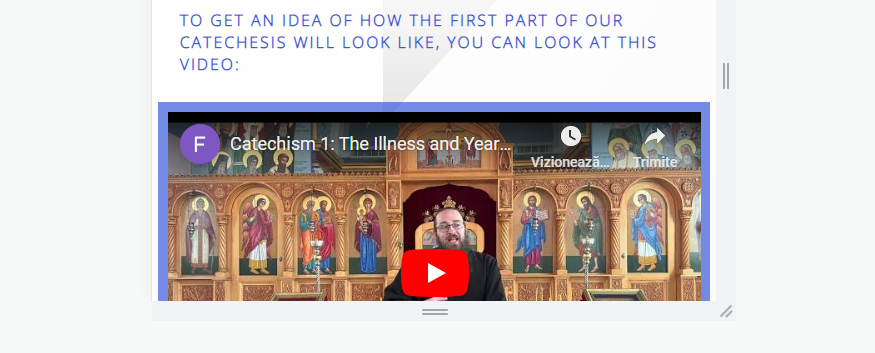 TO GET AN IDEA OF HOW THE FIRST PART OF OUR
CATECHESIS WILL LOOK LIKE, YOU CAN LOOK AT THIS
VIDEO:
F
Catechism 1: The Illness and Year...
Vizionează...
Trimite